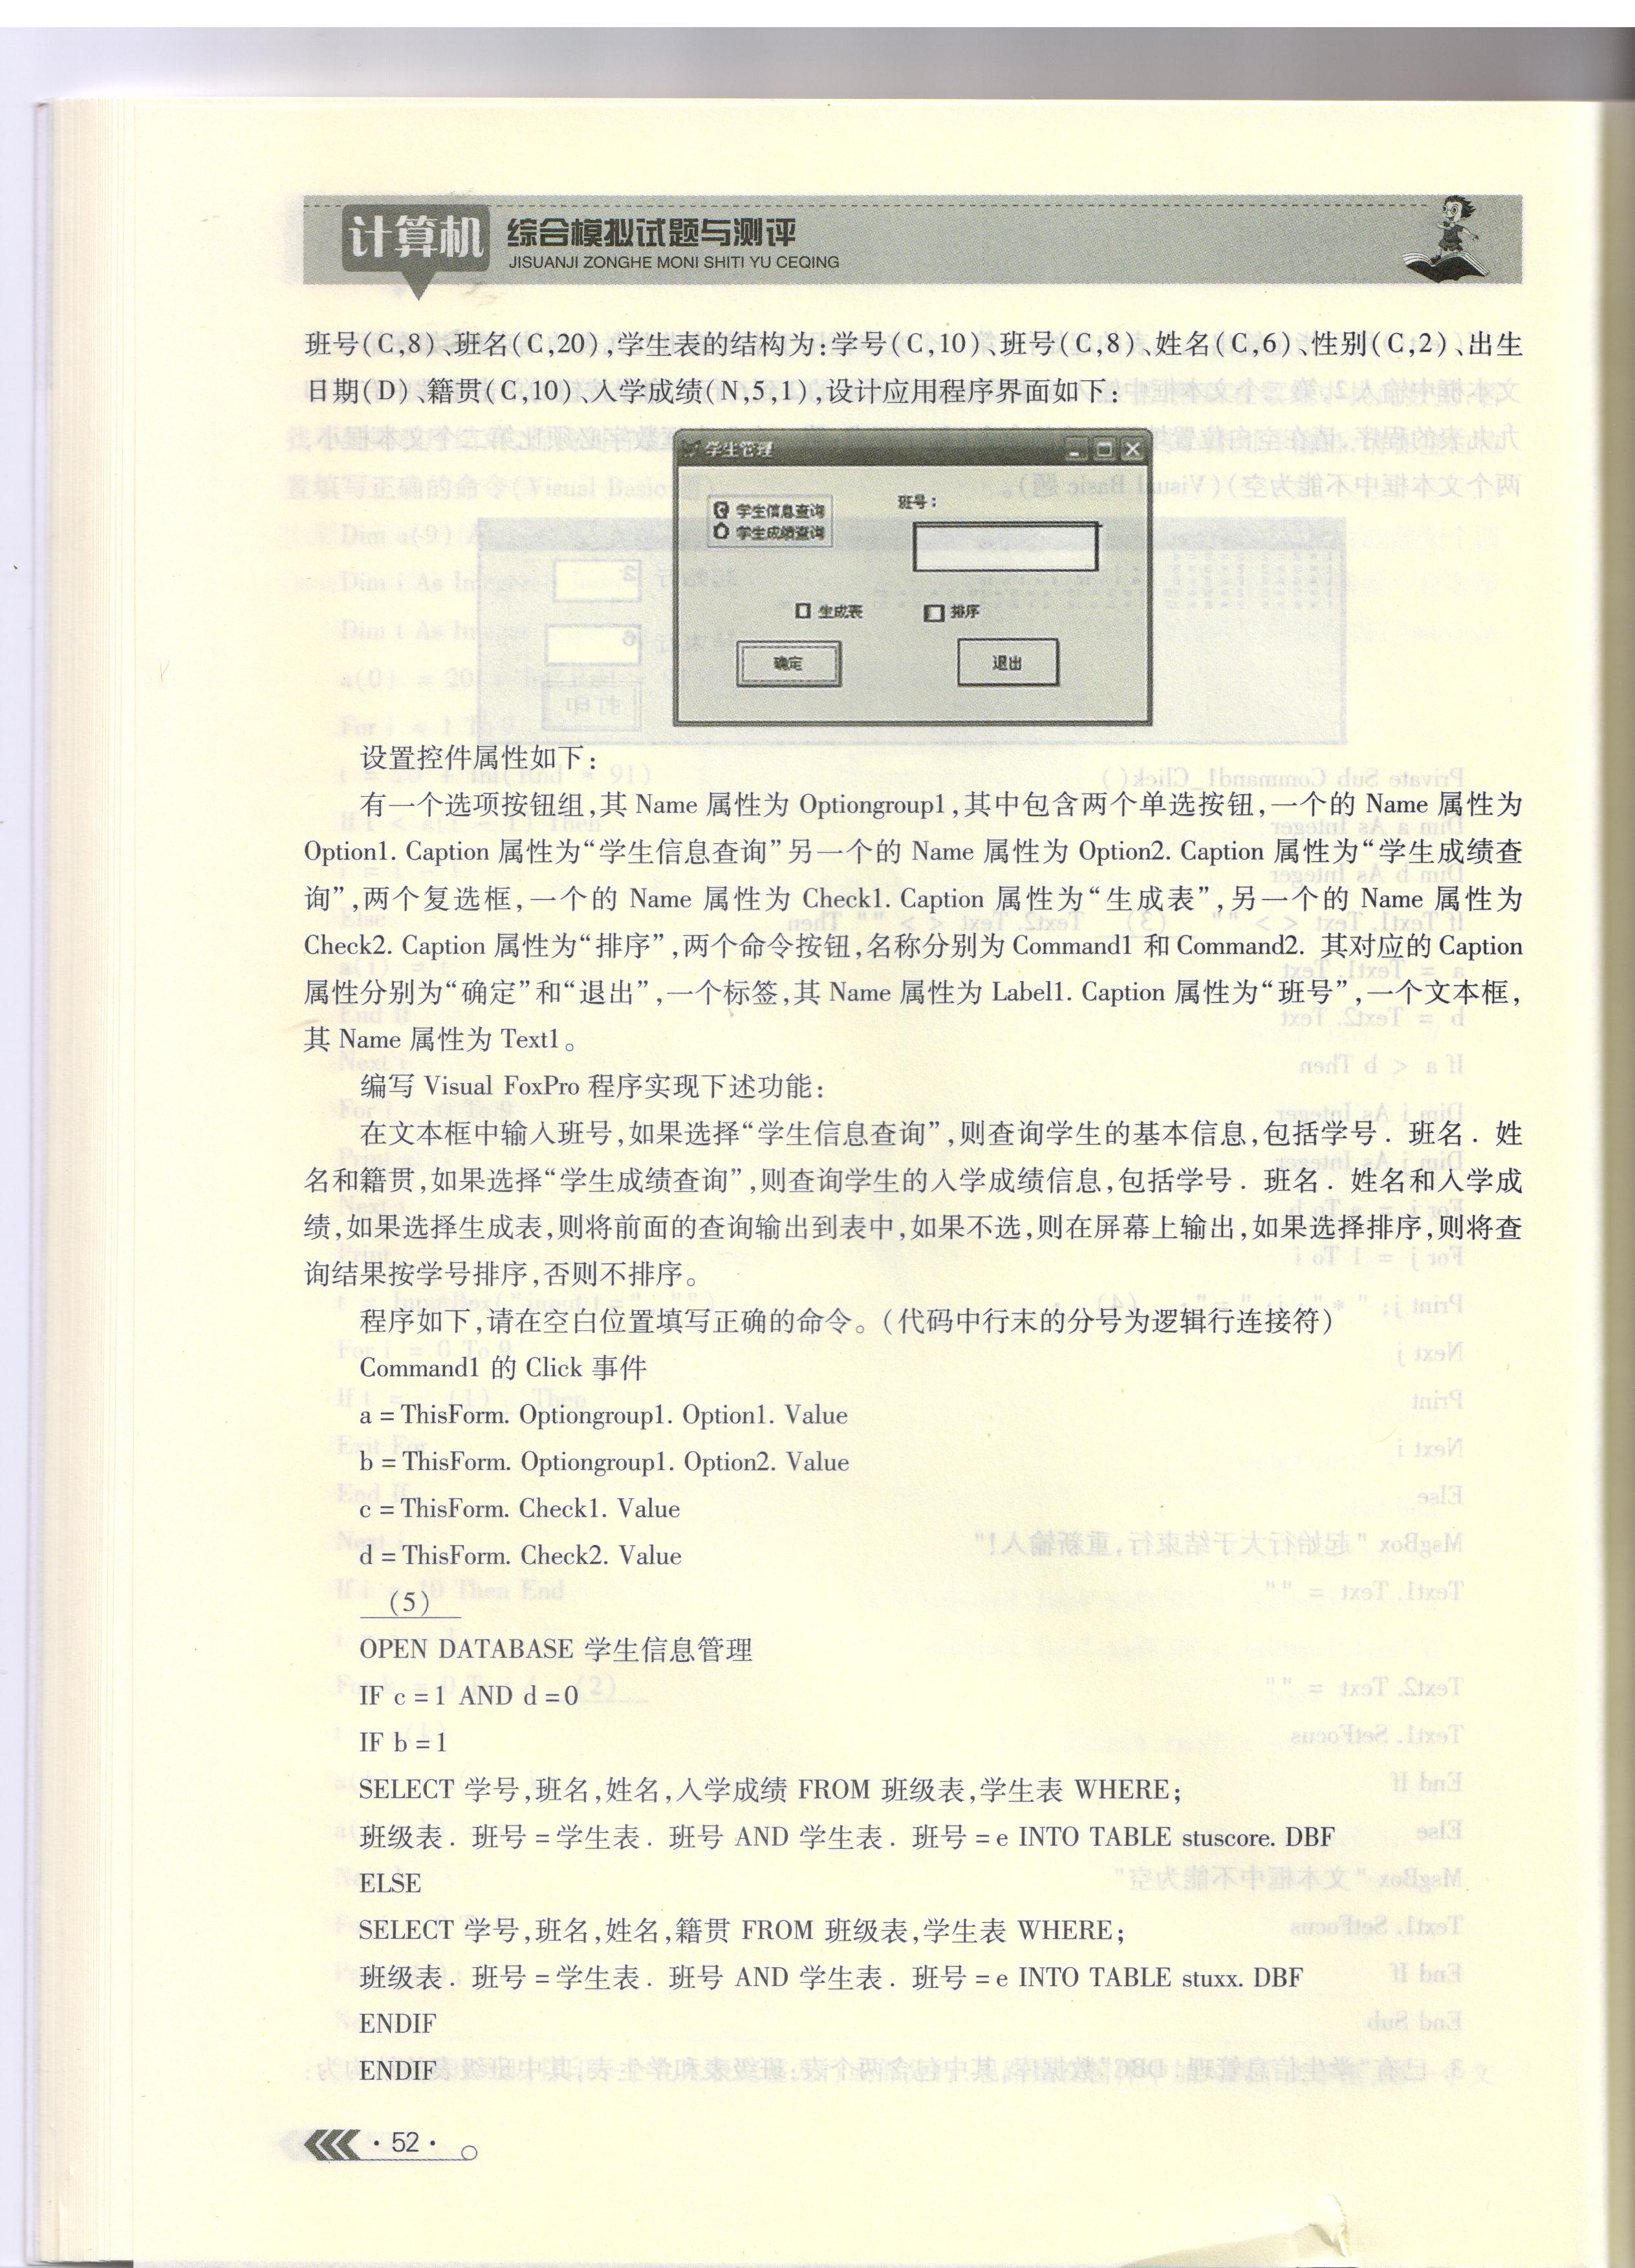 计算机 综合模拟试题与测评
JISUANJI ZONGHE MONI SHITI YU CEQING
班号(C,8)、班名(C,20),学生表的结构为:学号(C,10)、班号(C,8)、姓名(C,6)、性别(C,2)、出生
日期(D)、籍贯(C,10)、入学成绩(N,5,1),设计应用程序界面如下:
学生管理
学生信息查询
学生成绩查询
班号:
生成表
排序
确定
退出
设置控件属性如下:
有一个选项按钮组,其 Name 属性为 Optiongroup1,其中包含两个单选按钮,一个的 Name 属性为
Option1. Caption 属性为“学生信息查询”另一个的 Name 属性为 Option2. Caption 属性为“学生成绩查
询”,两个复选框,一个的 Name 属性为 Check1. Caption 属性为“生成表”,另一个的 Name 属性为
Check2. Caption 属性为“排序”,两个命令按钮,名称分别为 Command1 和 Command2. 其对应的 Caption
属性分别为“确定”和“退出”,一个标签,其 Name 属性为 Label1. Caption 属性为“班号”,一个文本框,
其 Name 属性为 Text1。
编写 Visual FoxPro 程序实现下述功能:
在文本框中输入班号,如果选择“学生信息查询”,则查询学生的基本信息,包括学号. 班名. 姓
名和籍贯,如果选择“学生成绩查询”,则查询学生的入学成绩信息,包括学号. 班名. 姓名和入学成
绩,如果选择生成表,则将前面的查询输出到表中,如果不选,则在屏幕上输出,如果选择排序,则将查
询结果按学号排序,否则不排序。
程序如下,请在空白位置填写正确的命令。(代码中行末的分号为逻辑行连接符)
Command1 的 Click 事件
a = ThisForm. Optiongroup1. Option1. Value
b = ThisForm. Optiongroup1. Option2. Value
c = ThisForm. Check1. Value
d = ThisForm. Check2. Value
(5)
OPEN DATABASE 学生信息管理
IF c = 1 AND d = 0
IF b = 1
SELECT 学号,班名,姓名,入学成绩 FROM 班级表,学生表 WHERE;
班级表. 班号 = 学生表. 班号 AND 学生表. 班号 = e INTO TABLE stuscore. DBF
ELSE
SELECT 学号,班名,姓名,籍贯 FROM 班级表,学生表 WHERE;
班级表. 班号 = 学生表. 班号 AND 学生表. 班号 = e INTO TABLE stuxx. DBF
ENDIF
ENDIF
· 52 ·